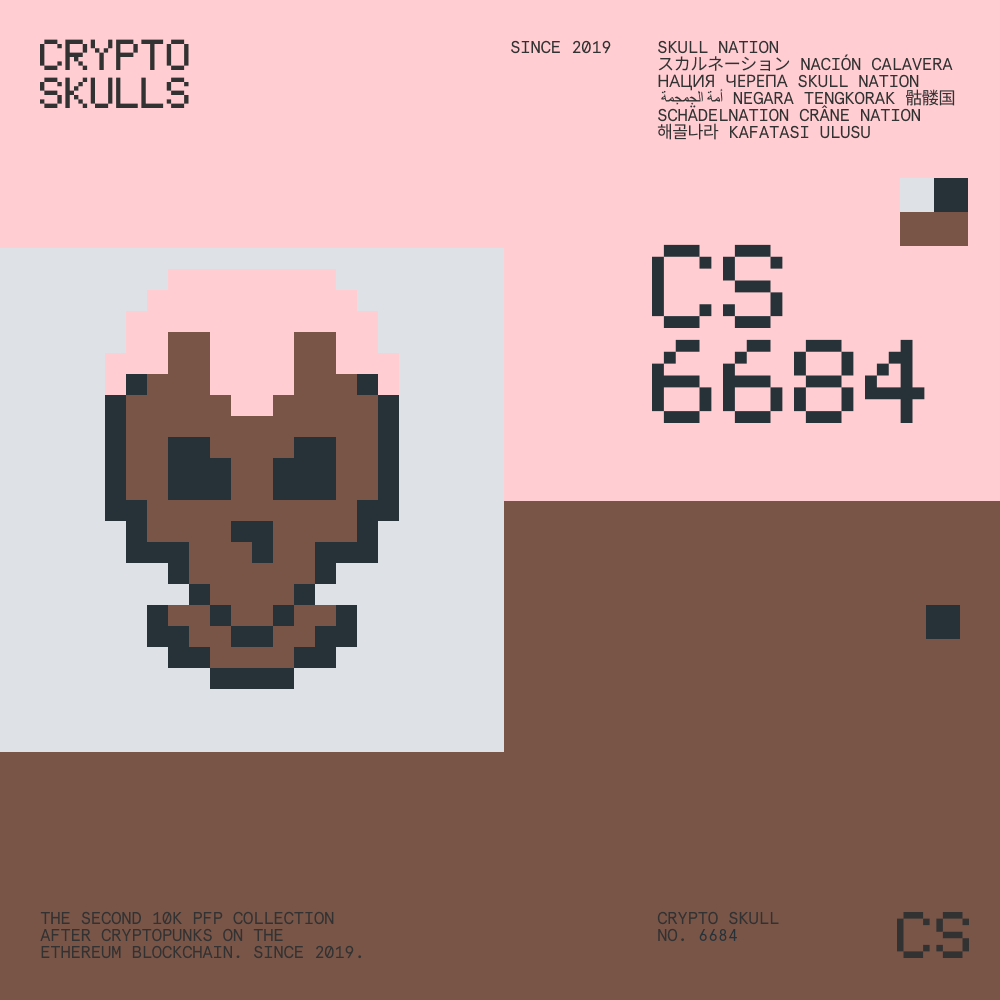 CRYPTO
SKULLS
SINCE 2019
SKULL NATION
スカルネーション NACIÓN CALAVERA
НАЦИЯ ЧЕРЕПА SKULL NATION
أمة الجمجمة NEGARA TENGKORAK 骷髅国
SCHÄDELNATION CRÂNE NATION
해골나라 KAFATASI ULUSU
CS
6684
THE SECOND 10K PFP COLLECTION
AFTER CRYPTOPUNKS ON THE
ETHEREUM BLOCKCHAIN. SINCE 2019.
CRYPTO SKULL
NO. 6684
CS